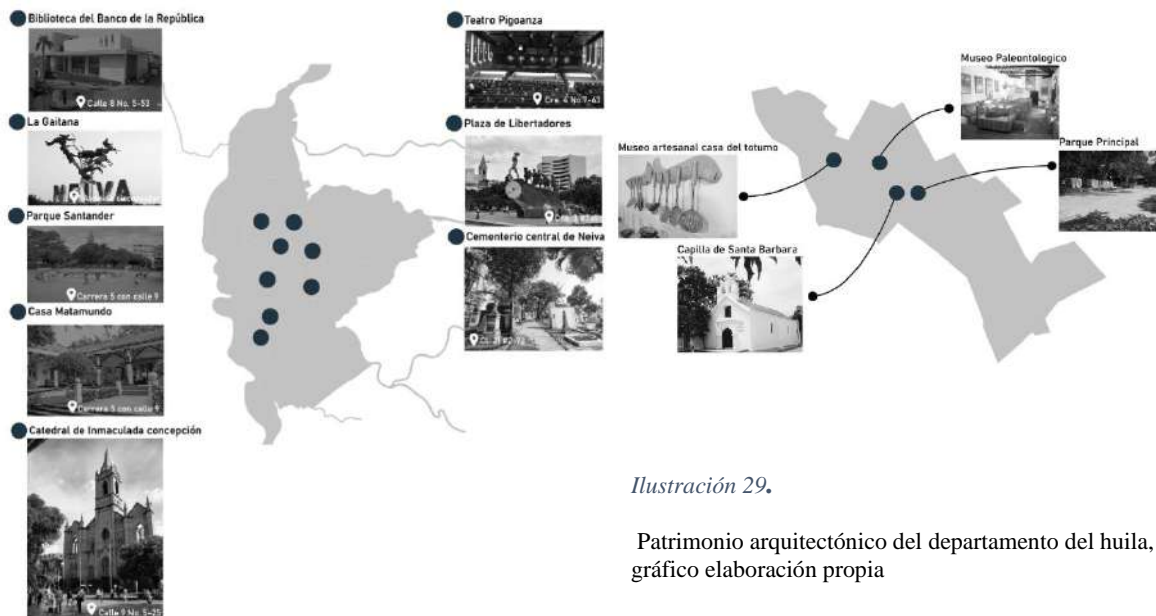 Biblioteca del Banco de la República
Calle 8 No. 5-53
La Gaitana
NEIVA
Parque Santander
Carrera 5 con calle 9
Casa Matamundo
Carrera 5 con calle 9
Catedral de Inmaculada concepción
Calle 9 No. 5-25
Teatro Pigoanza
Cre. 4 No 7-63
Plaza de Libertadores
Cementerio central de Neiva
Museo artesanal casa del totumo
Capilla de Santa Barbara
Museo Paleontologico
Parque Principal
Ilustración 29.
Patrimonio arquitectónico del departamento del huila,
gráfico elaboración propia